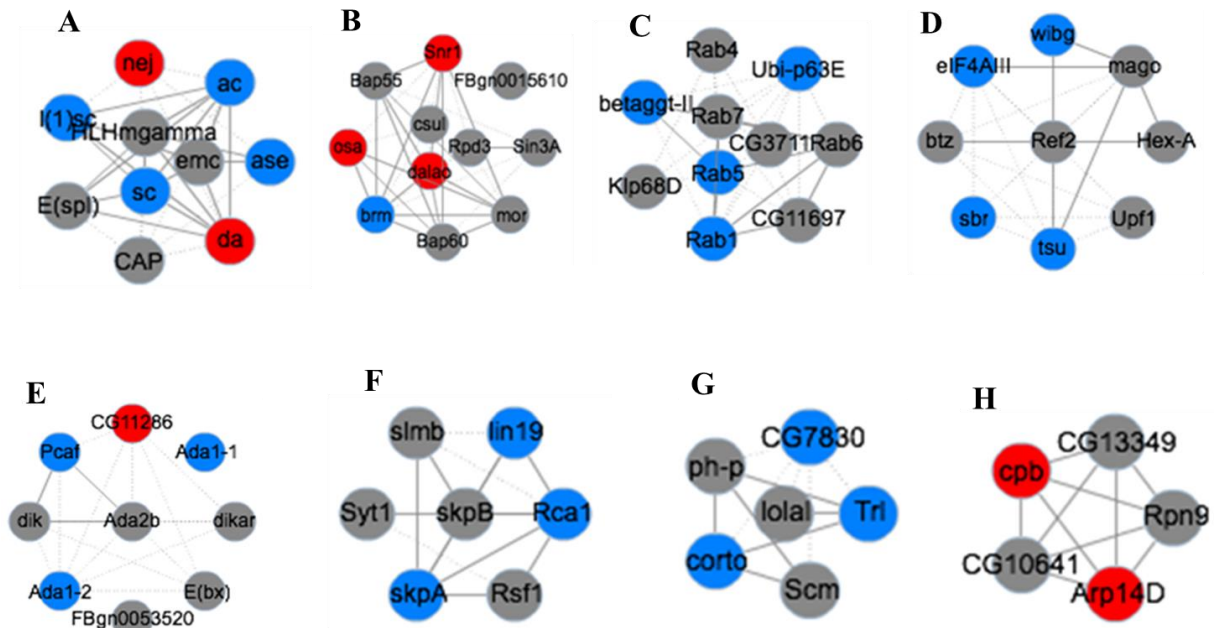 A
nej
ac
l(1)sc
HLHmgamma
emc
ase
sc
E(spl)
da
CAP
B
Snr1
Bap55
FBgn0015610
csul
osa
Rpd3
Sin3A
dalao
brm
mor
Bap60
C
Rab4
Ubi-p63E
betaggt-II
Rab7
CG3711
Rab6
Rab5
Klp68D
CG11697
Rab1
D
wibg
eIF4AIII
mago
btz
Ref2
Hex-A
sbr
Upf1
tsu
E
CG11286
Pcaf
Ada1-1
dik
Ada2b
dikar
Ada1-2
E(bx)
FBgn0053520
F
slmb
lin19
Syt1
skpB
Rca1
skpA
Rsf1
G
CG7830
ph-p
lolal
Trl
corto
Scm
H
CG13349
cpb
Rpn9
CG10641
Arp14D